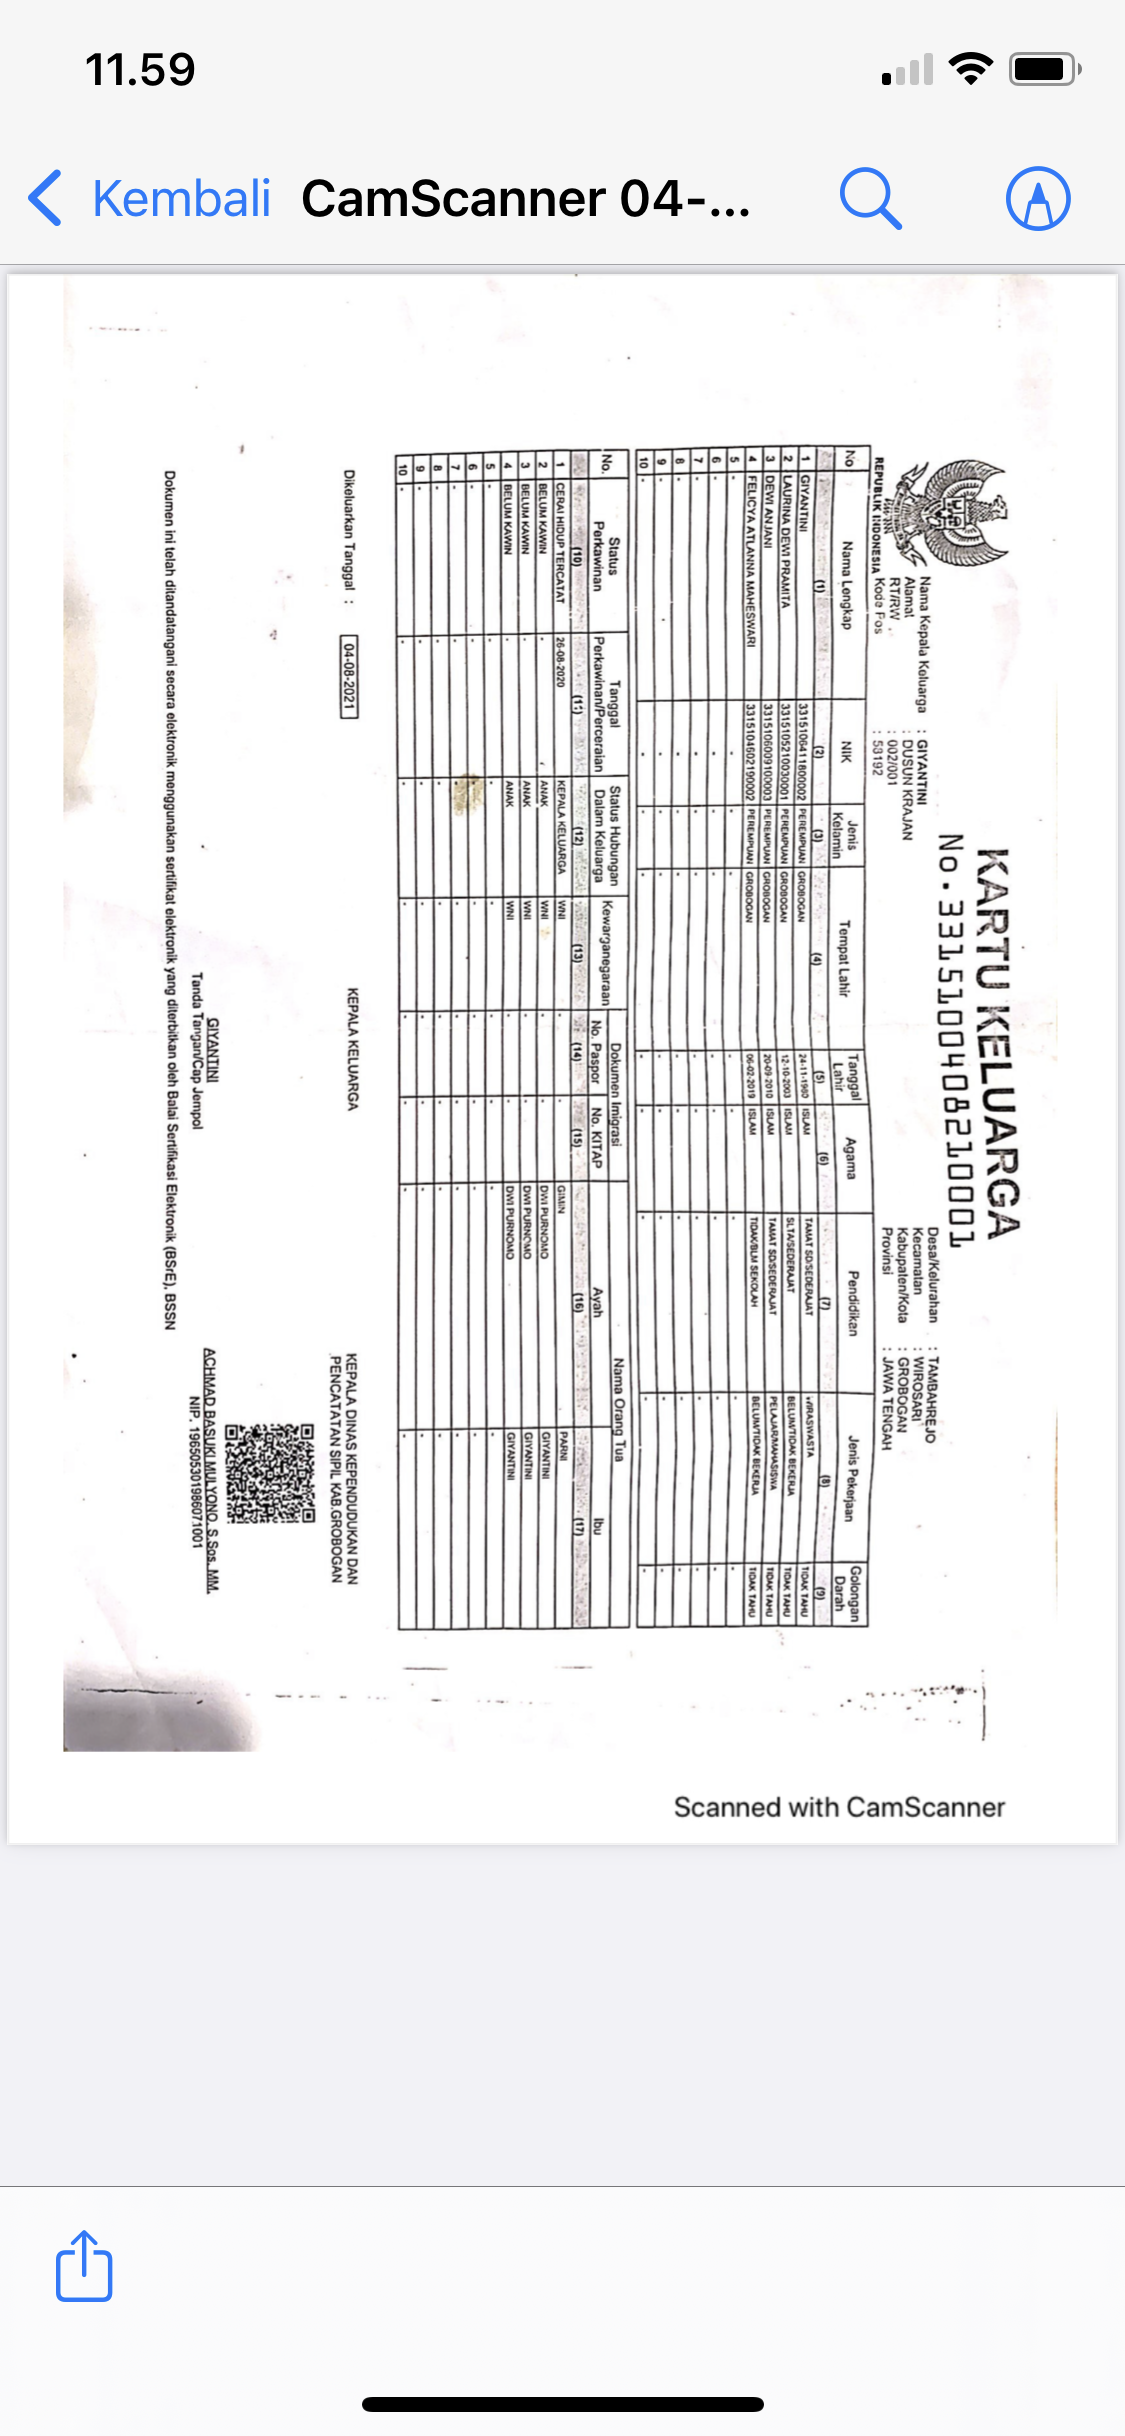 11.59
Kembali CamScanner 04-...
KARTU KELUARGA
No. 3315100408210001
REPUBLIK INDONESIA
Nama Kepala Keluarga : GIYANTINI
Alamat : DUSUN KRAJAN
RT/RW : 002/001
Kode Pos : 58192
Desa/Kelurahan : TAMBAHREJO
Kecamatan : WIROSARI
Kabupaten/Kota : GROBOGAN
Provinsi : JAWA TENGAH
No Nama Lengkap NIK Jenis Kelamin Tempat Lahir Tanggal Lahir Agama Pendidikan Jenis Pekerjaan Golongan Darah
(1) (2) (3) (4) (5) (6) (7) (8) (9)
1 GIYANTINI 3315106411800002 PEREMPUAN GROBOGAN 24-11-1980 ISLAM TAMAT SD/SEDERAJAT WIRASWASTA TIDAK TAHU
2 LAURINA DEWI PRAMITA 3315105210030001 PEREMPUAN GROBOGAN 12-10-2003 ISLAM SLTA/SEDERAJAT BELUM/TIDAK BEKERJA TIDAK TAHU
3 DEWI ANJANI 3315106009100003 PEREMPUAN GROBOGAN 20-09-2010 ISLAM TAMAT SD/SEDERAJAT PELAJAR/MAHASISWA TIDAK TAHU
4 FELICYA ATLANNA MAHESWARI 3315104602190002 PEREMPUAN GROBOGAN 06-02-2019 ISLAM TIDAK/BLM SEKOLAH BELUM/TIDAK BEKERJA TIDAK TAHU
5 - - - - - - - - -
6 - - - - - - - - -
7 - - - - - - - - -
8 - - - - - - - - -
9 - - - - - - - - -
10 - - - - - - - - -
No. Status Perkawinan Tanggal Perkawinan/Perceraian Status Hubungan Dalam Keluarga Kewarganegaraan Dokumen Imigrasi Nama Orang Tua
No. Paspor No. KITAP Ayah Ibu
(10) (11) (12) (13) (14) (15) (16) (17)
1 CERAI HIDUP TERCATAT 26-08-2020 KEPALA KELUARGA WNI - - GIMIN PARNI
2 BELUM KAWIN - ANAK WNI - - DWI PURNOMO GIYANTINI
3 BELUM KAWIN - ANAK WNI - - DWI PURNOMO GIYANTINI
4 BELUM KAWIN - ANAK WNI - - DWI PURNOMO GIYANTINI
5 - - - - - - - -
6 - - - - - - - -
7 - - - - - - - -
8 - - - - - - - -
9 - - - - - - - -
10 - - - - - - - -
Dikeluarkan Tanggal : 04-08-2021
KEPALA KELUARGA
GIYANTINI
Tanda Tangan/Cap Jempol
KEPALA DINAS KEPENDUDUKAN DAN
PENCATATAN SIPIL KAB.GROBOGAN
ACHMAD BASUKI MULYONO, S.Sos, MM.
NIP. 196505301986071001
Dokumen ini telah ditandatangani secara elektronik menggunakan sertifikat elektronik yang diterbitkan oleh Balai Sertifikasi Elektronik (BSrE), BSSN
Scanned with CamScanner